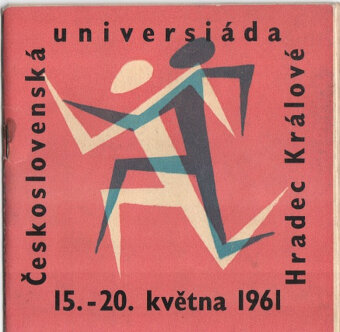 Československá
universiáda
Hradec Králové
15.-20. května 1961